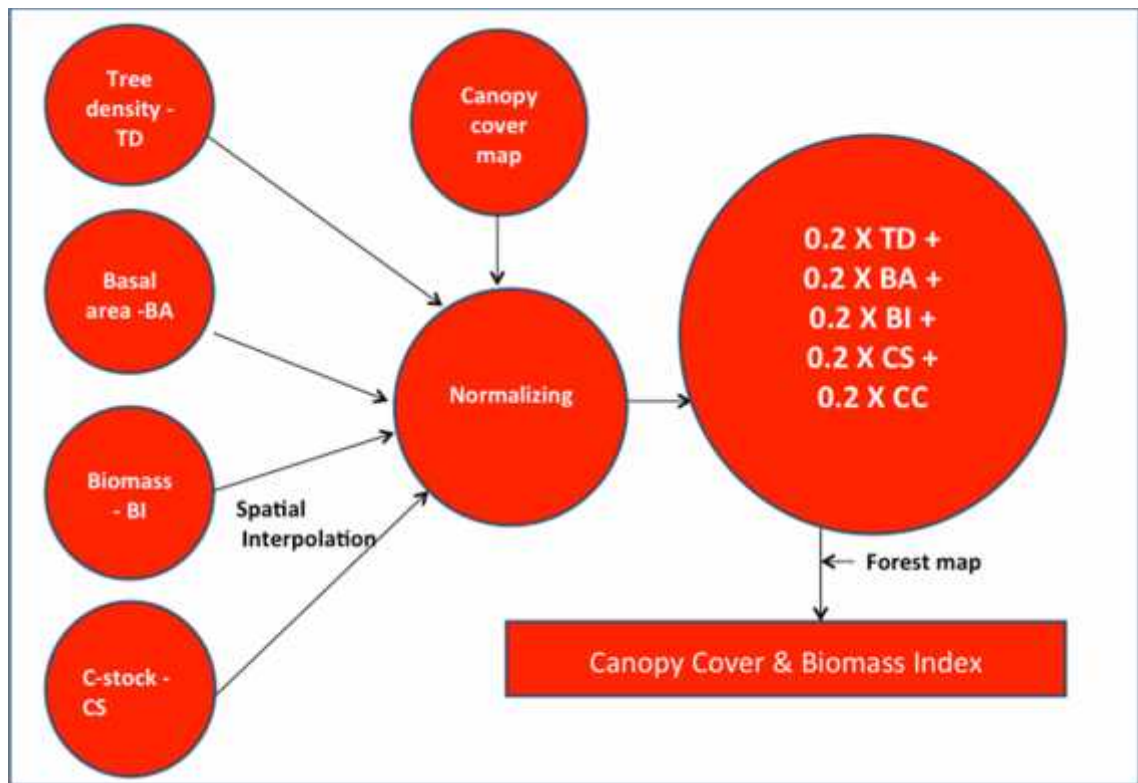 Tree
density -
TD
Canopy
cover
map
Basal
area -BA
0.2 X TD +
0.2 X BA +
0.2 X BI +
0.2 X CS +
0.2 X CC
Normalizing
Biomass
- BI
Spatial
Interpolation
Forest map
C-stock -
CS
Canopy Cover & Biomass Index